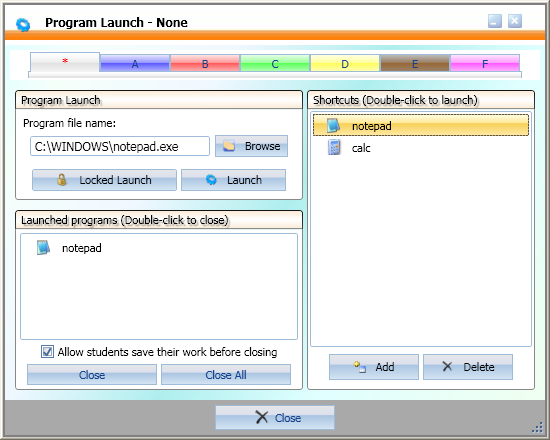 Program Launch - None
* A B C D E F
Program Launch
Program file name:
C:\WINDOWS\notepad.exe Browse
Locked Launch Launch
Launched programs (Double-click to close)
notepad
Allow students save their work before closing
Close Close All
Shortcuts (Double-click to launch)
notepad
calc
Add Delete
Close